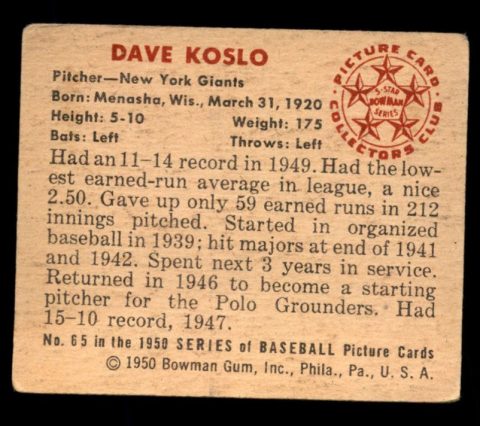 DAVE KOSLO
Pitcher—New York Giants
Born: Menasha, Wis., March 31, 1920
Height: 5-10 Weight: 175
Bats: Left Throws: Left
PICTURE CARD
COLLECTORS CLUB
5-STAR
BOWMAN
SERIES
Had an 11-14 record in 1949. Had the low-
est earned-run average in league, a nice
2.50. Gave up only 59 earned runs in 212
innings pitched. Started in organized
baseball in 1939; hit majors at end of 1941
and 1942. Spent next 3 years in service.
Returned in 1946 to become a starting
pitcher for the Polo Grounders. Had
15-10 record, 1947.
No. 65 in the 1950 SERIES of BASEBALL Picture Cards
© 1950 Bowman Gum, Inc., Phila., Pa., U. S. A.